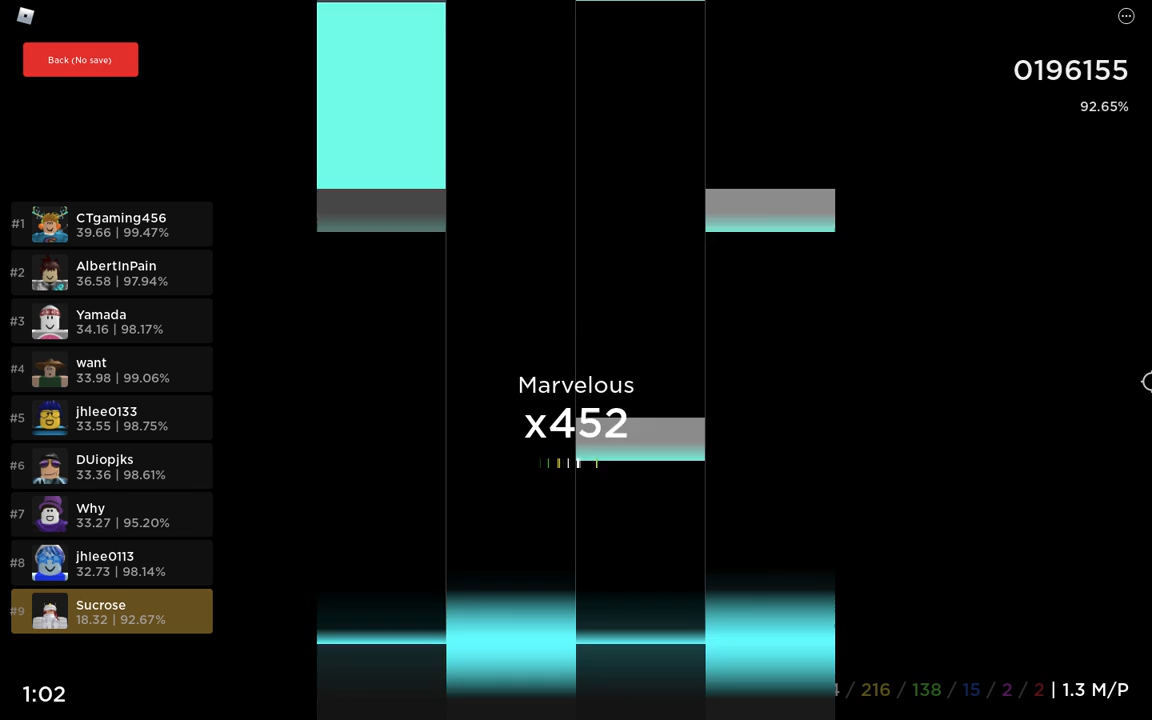 Back (No save)
0196155
92.65%
#1
CTgaming456
39.66 | 99.47%
#2
AlbertInPain
36.58 | 97.94%
#3
Yamada
34.16 | 98.17%
#4
want
33.98 | 99.06%
#5
jhlee0133
33.55 | 98.75%
#6
DUiopjks
33.36 | 98.61%
#7
Why
33.27 | 95.20%
#8
jhlee0113
32.73 | 98.14%
#9
Sucrose
18.32 | 92.67%
Marvelous
x452
1:02
/ 216 / 138 / 15 / 2 / 2 | 1.3 M/P